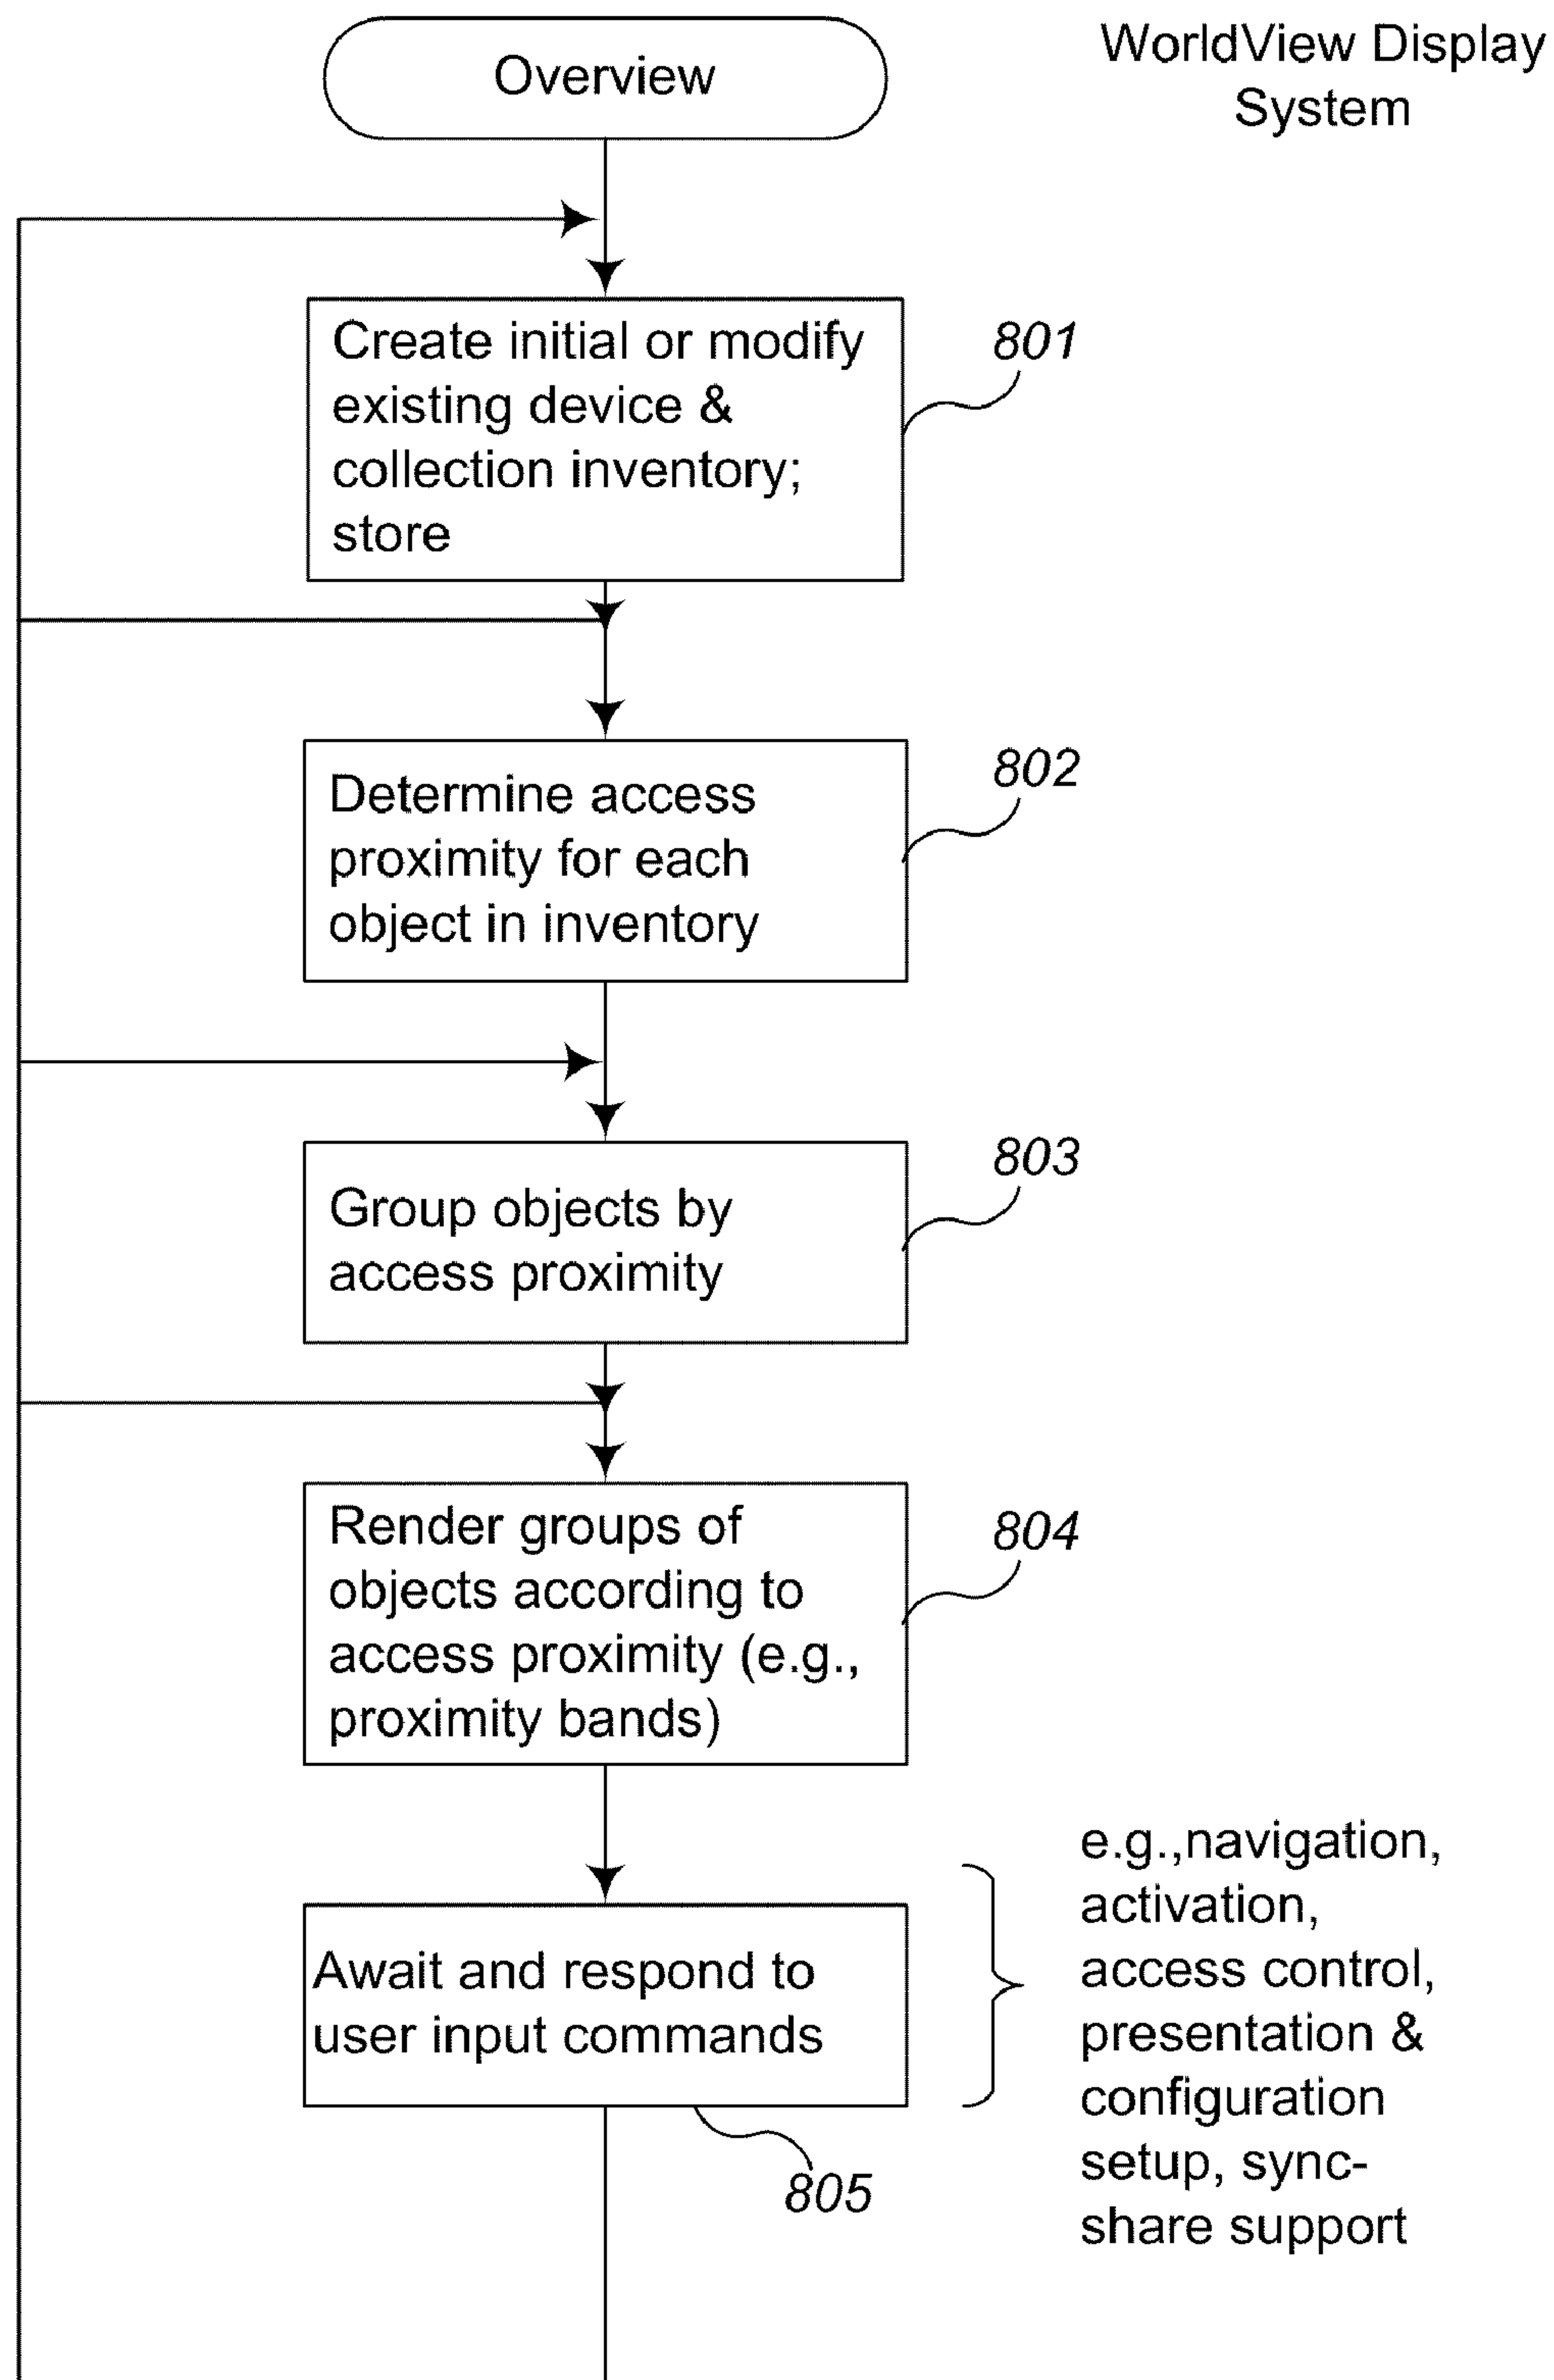 WorldView Display
System
Overview
Create initial or modify
existing device &
collection inventory;
store
801
Determine access
proximity for each
object in inventory
802
Group objects by
access proximity
803
Render groups of
objects according to
access proximity (e.g.,
proximity bands)
804
Await and respond to
user input commands
805
e.g.,navigation,
activation,
access control,
presentation &
configuration
setup, sync-
share support